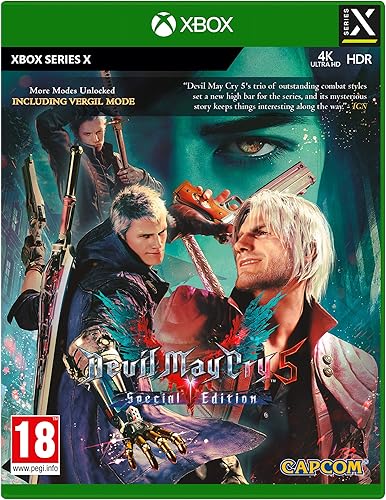 XBOX
SERIES X
XBOX SERIES X
4K
ULTRA HD
HDR
More Modes Unlocked
INCLUDING VERGIL MODE
"Devil May Cry 5's trio of outstanding combat styles
set a new high bar for the series, and its mysterious
story keeps things interesting along the way." -IGN
Devil May Cry 5
TM
Special Edition
18
www.pegi.info
CAPCOM